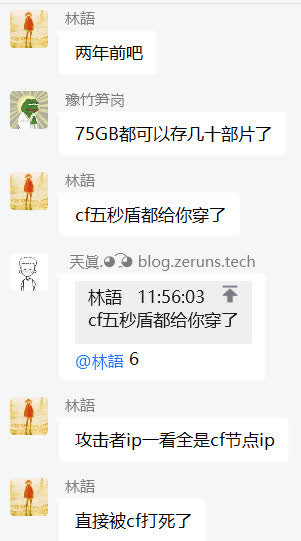 林語
两年前吧
豫竹笋岗
75GB都可以存几十部片了
林語
cf五秒盾都给你穿了
天眞.◕‿◕ blog.zeruns.tech
林語 11:56:03
cf五秒盾都给你穿了
@林語 6
林語
攻击者ip一看全是cf节点ip
林語
直接被cf打死了